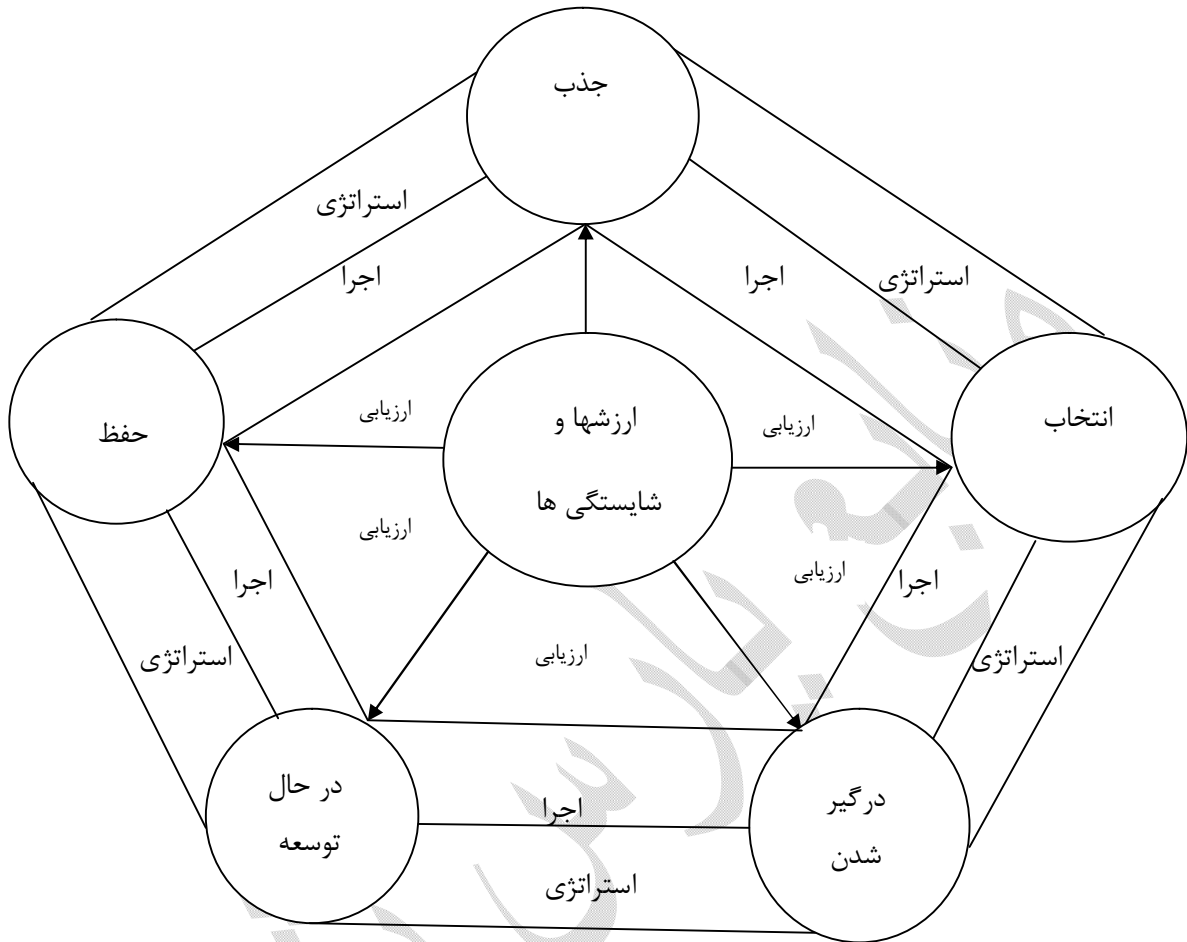 جذب
استراتژی
اجرا
اجرا
استراتژی
حفظ
ارزیابی
ارزشها و
شایستگی ها
ارزیابی
انتخاب
ارزیابی
ارزیابی
اجرا
اجرا
استراتژی
ارزیابی
استراتژی
در حال
توسعه
اجرا
درگیر
شدن
استراتژی